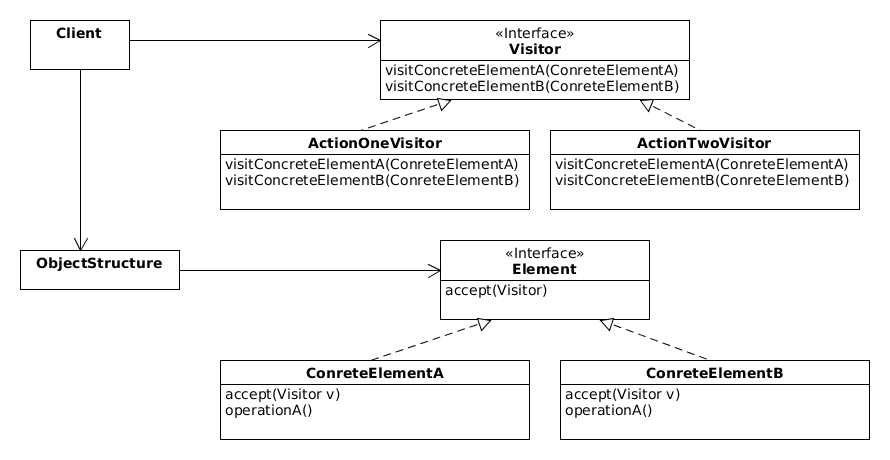 Client
«Interface»
Visitor
visitConcreteElementA(ConreteElementA)
visitConcreteElementB(ConreteElementB)
ActionOneVisitor
visitConcreteElementA(ConreteElementA)
visitConcreteElementB(ConreteElementB)
ActionTwoVisitor
visitConcreteElementA(ConreteElementA)
visitConcreteElementB(ConreteElementB)
ObjectStructure
«Interface»
Element
accept(Visitor)
ConreteElementA
accept(Visitor v)
operationA()
ConreteElementB
accept(Visitor v)
operationA()